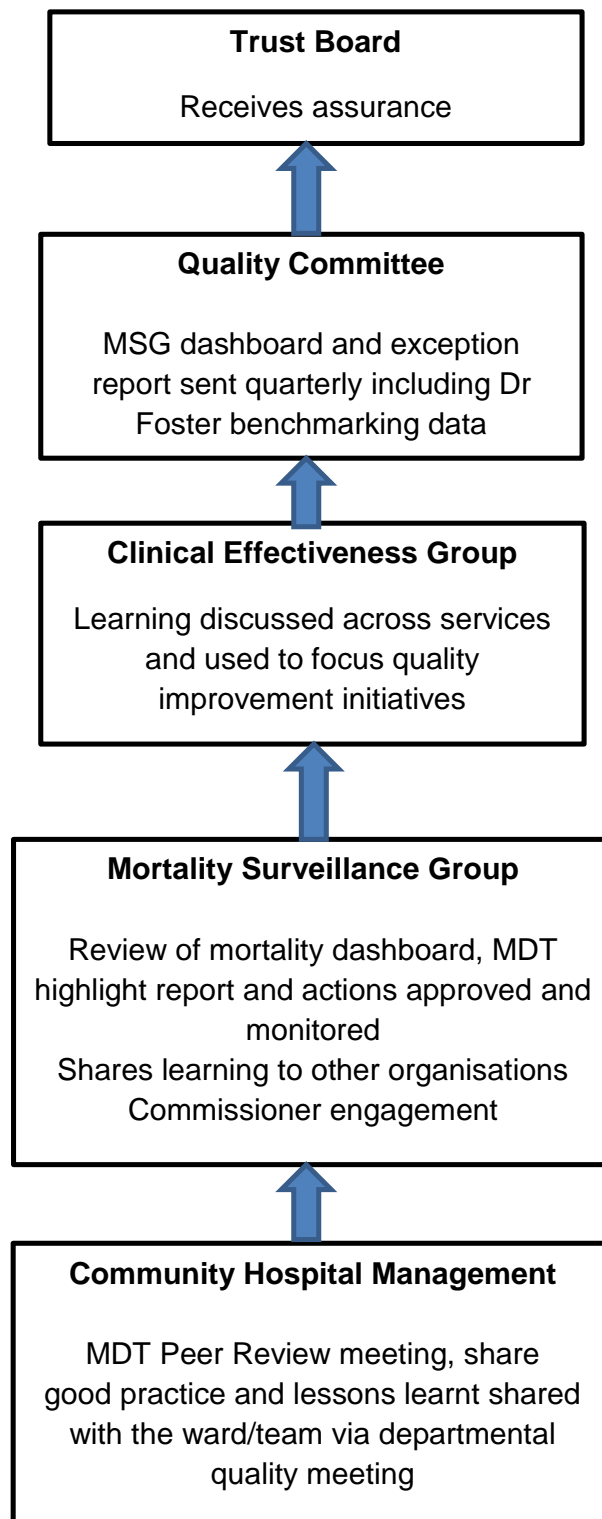 Trust Board
Receives assurance
Quality Committee
MSG dashboard and exception
report sent quarterly including Dr
Foster benchmarking data
Clinical Effectiveness Group
Learning discussed across services
and used to focus quality
improvement initiatives
Mortality Surveillance Group
Review of mortality dashboard, MDT
highlight report and actions approved and
monitored
Shares learning to other organisations
Commissioner engagement
Community Hospital Management
MDT Peer Review meeting, share
good practice and lessons learnt shared
with the ward/team via departmental
quality meeting